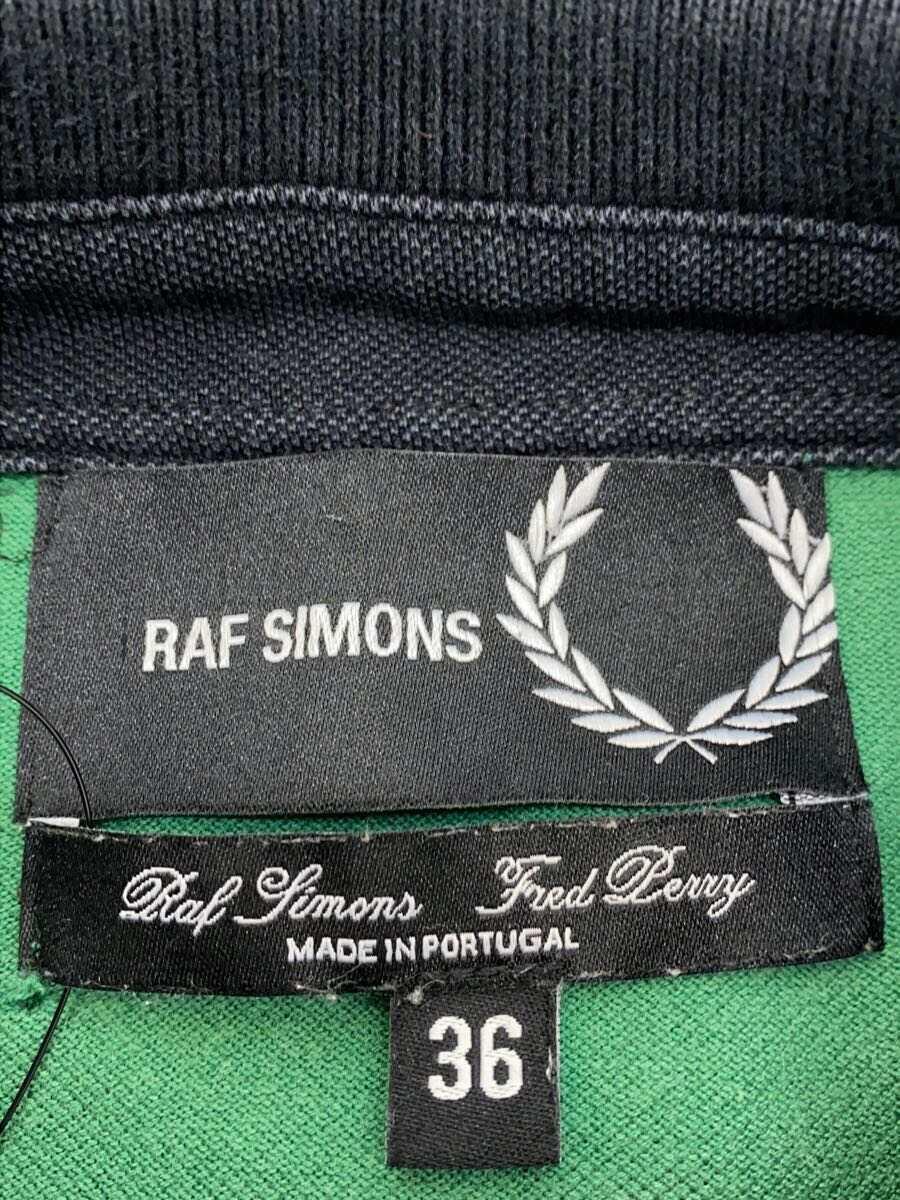 RAF SIMONS
Raf Simons Fred Perry
MADE IN PORTUGAL
36